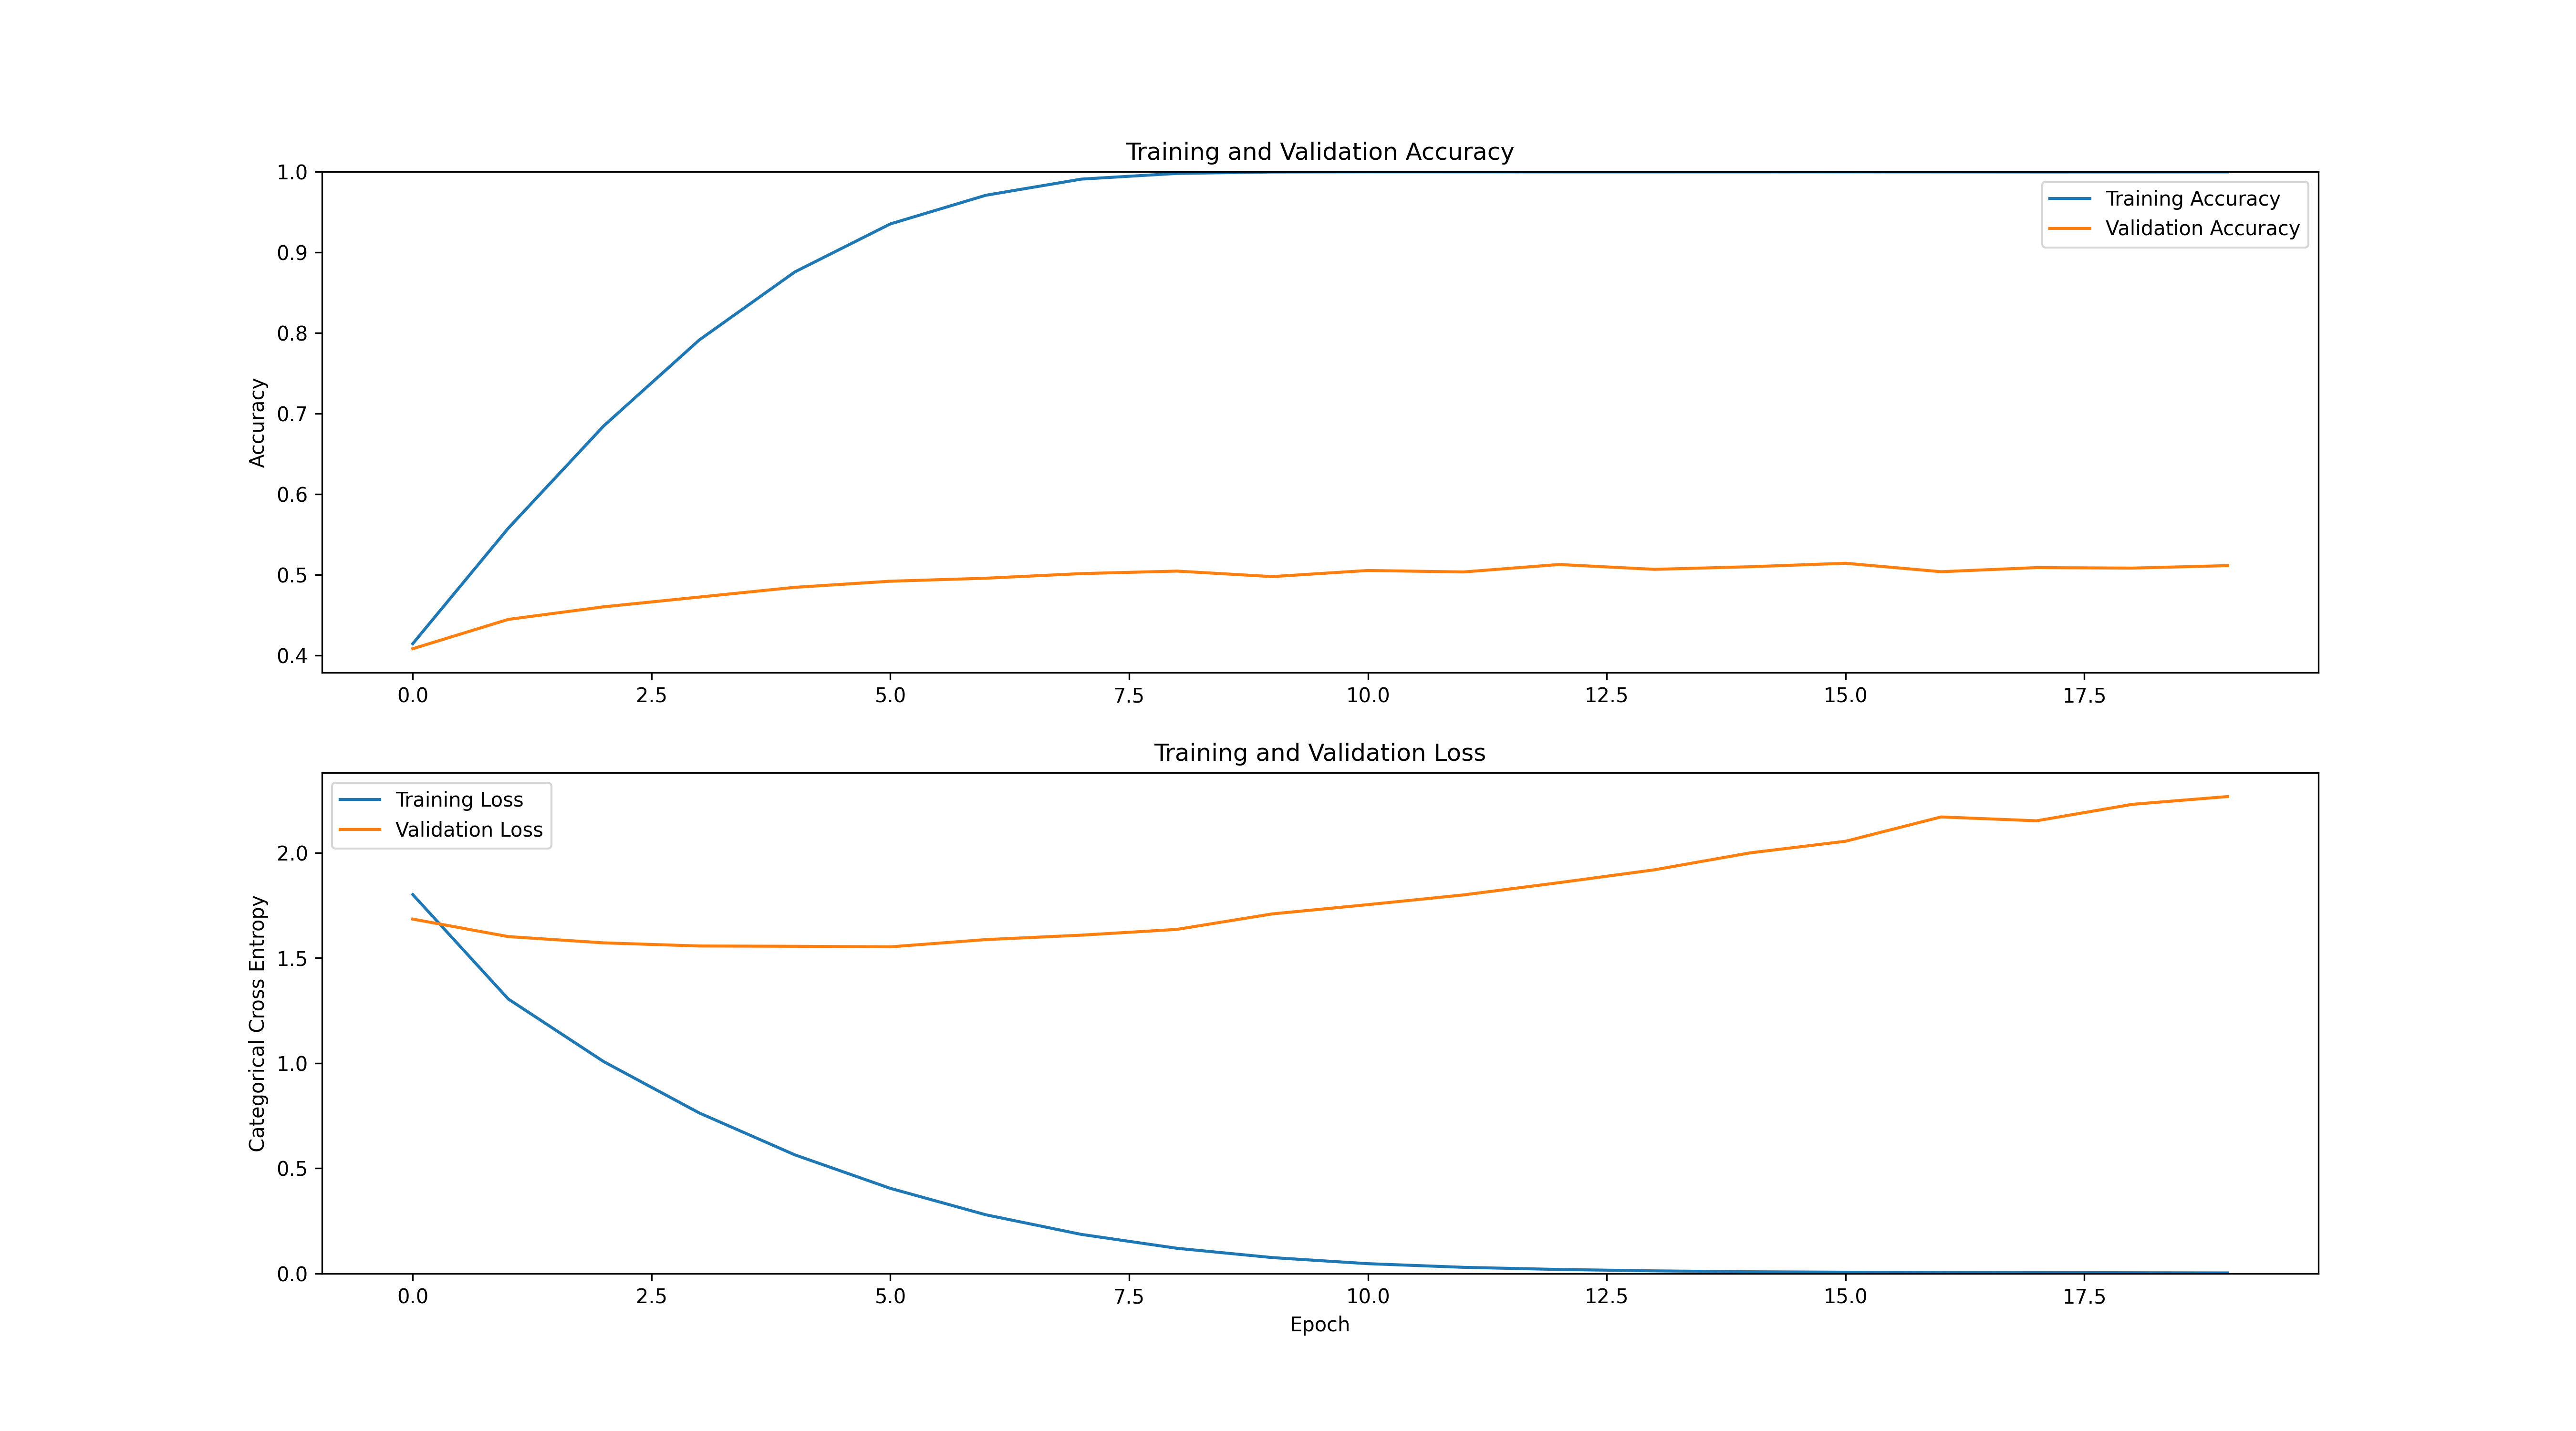 Training and Validation Accuracy
1.0
0.9
0.8
0.7
0.6
0.5
0.4
Accuracy
Training Accuracy
Validation Accuracy
0.0 2.5 5.0 7.5 10.0 12.5 15.0 17.5
Training and Validation Loss
Training Loss
Validation Loss
2.0
1.5
1.0
0.5
0.0
Categorical Cross Entropy
0.0 2.5 5.0 7.5 10.0 12.5 15.0 17.5
Epoch